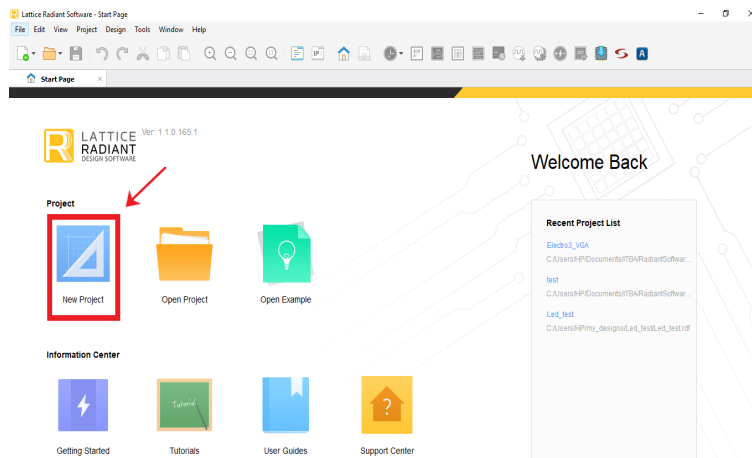 Lattice Radiant Software - Start Page
File Edit View Project Design Tools Window Help
Start Page
LATTICE
RADIANT
DESIGN SOFTWARE
Ver: 1.1.0.165.1
Welcome Back
Project
New Project Open Project Open Example
Recent Project List
Electro3_VGA
C:/Users/HP/Documents/ITBA/RadiantSoftwar...
test
C:/Users/HP/Documents/ITBA/RadiantSoftwar...
Led_test
C:/Users/HP/my_designs/Led_test/Led_test.rdf
Information Center
Tutorial
Getting Started Tutorials User Guides Support Center